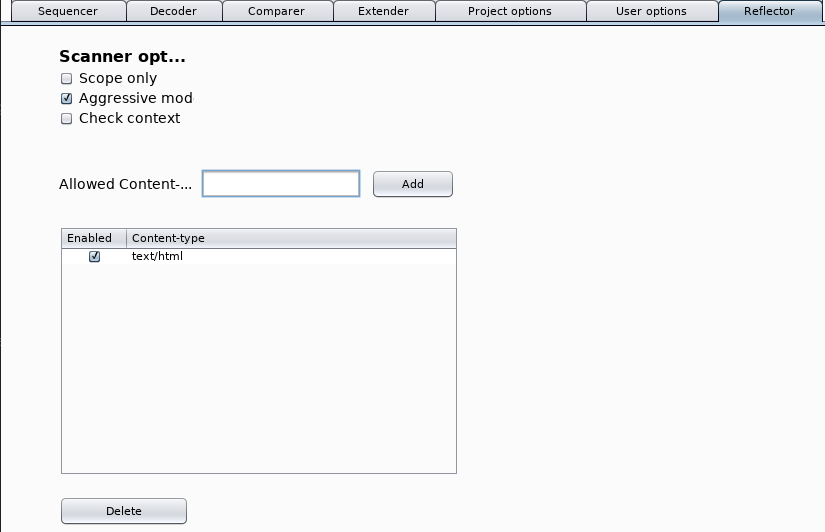 Sequencer Decoder Comparer Extender Project options User options Reflector
Scanner opt...
Scope only
Aggressive mod
Check context
Allowed Content-... Add
Enabled Content-type
text/html
Delete